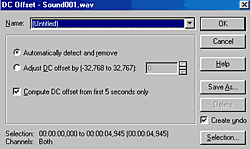 DC Offset - Sound001.wav
Name: [Untitled]
OK
Cancel
Automatically detect and remove
Adjust DC offset by (-32,768 to 32,767): 0
Help
Compute DC offset from first 5 seconds only
Save As...
Delete
Create undo
Selection: 00:00:00,000 to 00:00:04,945 (00:00:04,945)
Channels: Both
Selection...